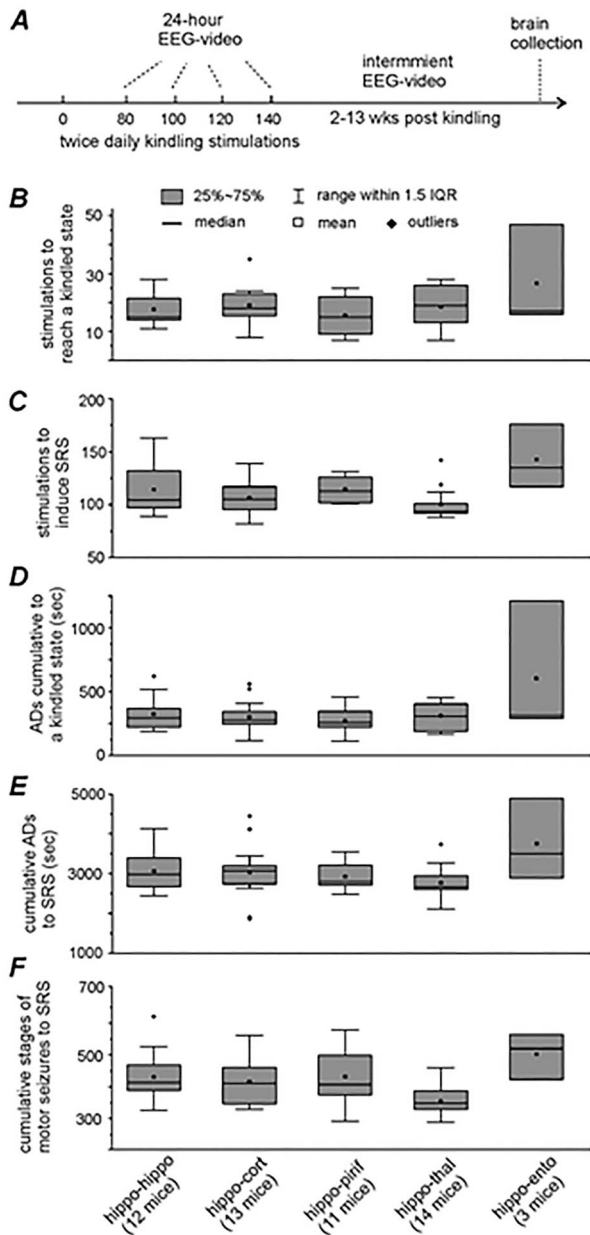 A
24-hour
EEG-video
brain
collection
intermmient
EEG-video
0 80 100 120 140
twice daily kindling stimulations
2-13 wks post kindling
B
25%~75%
range within 1.5 IQR
median
mean
outliers
stimulations to
reach a kindled state
50
30
10
C
stimulations to
induce SRS
200
150
100
50
D
ADs cumulative to
a kindled state (sec)
1000
500
0
E
cumulative ADs
to SRS (sec)
5000
3000
1000
F
cumulative stages of
motor seizures to SRS
700
500
300
hippo-hippo
(12 mice)
hippo-cort
(13 mice)
hippo-pirif
(11 mice)
hippo-thal
(14 mice)
hippo-ento
(3 mice)